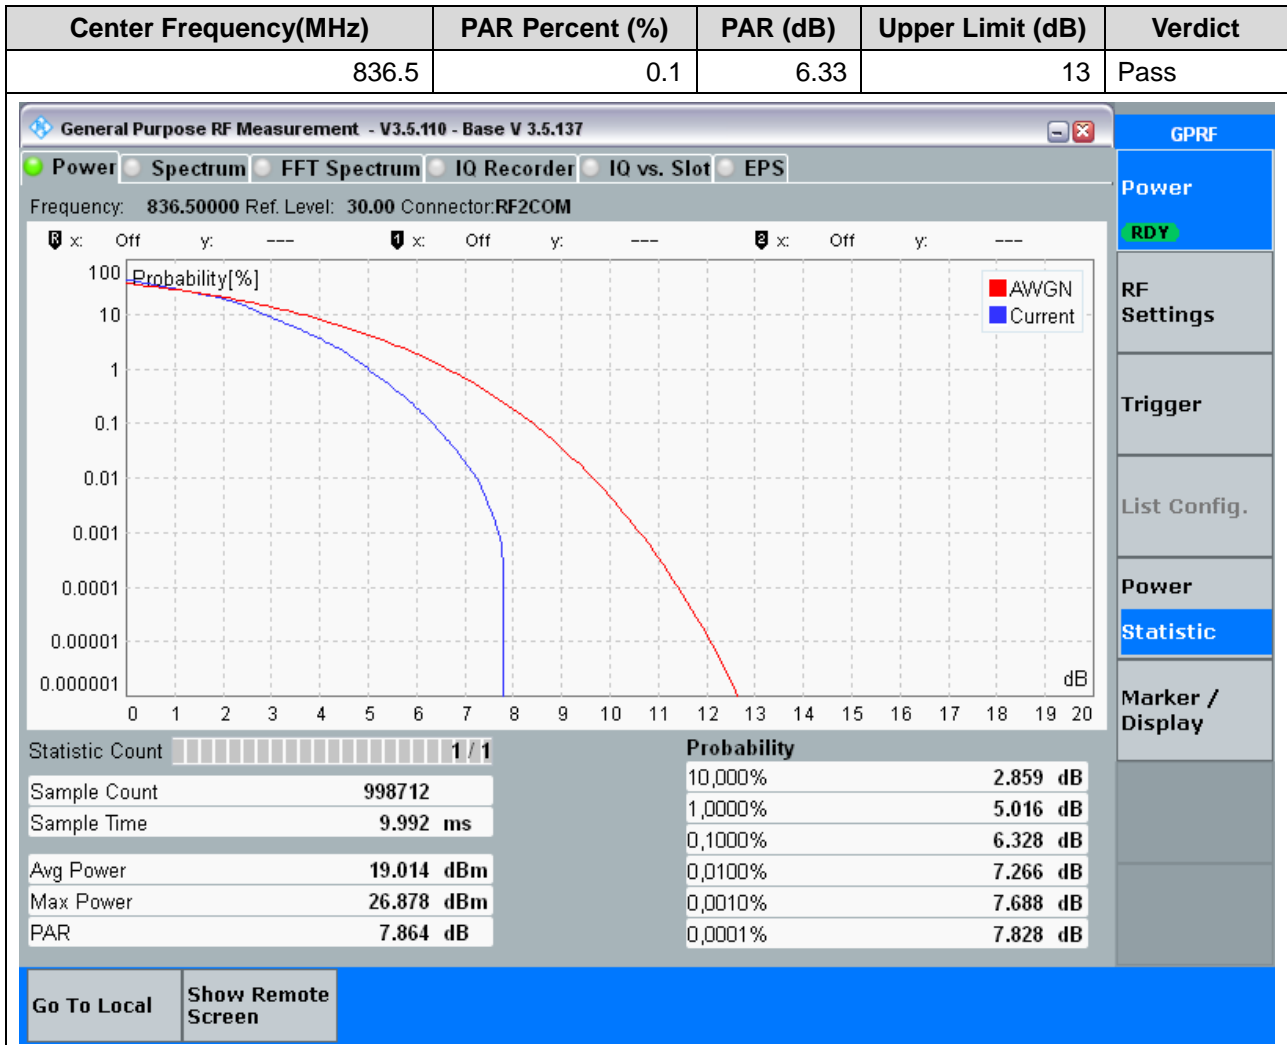 Center Frequency(MHz) PAR Percent (%) PAR (dB) Upper Limit (dB) Verdict
836.5 0.1 6.33 13 Pass
General Purpose RF Measurement - V3.5.110 - Base V 3.5.137
GPRF
Power Spectrum FFT Spectrum IQ Recorder IQ vs. Slot EPS
Frequency: 836.50000 Ref. Level: 30.00 Connector:RF2COM
R x: Off y: --- 1 x: Off y: --- 2 x: Off y: ---
Probability[%]
AWGN
Current
100
10
1
0.1
0.01
0.001
0.0001
0.00001
0.000001
dB
0 1 2 3 4 5 6 7 8 9 10 11 12 13 14 15 16 17 18 19 20
Statistic Count 1 / 1
Sample Count 998712
Sample Time 9.992 ms
Avg Power 19.014 dBm
Max Power 26.878 dBm
PAR 7.864 dB
Probability
10,000% 2.859 dB
1,0000% 5.016 dB
0,1000% 6.328 dB
0,0100% 7.266 dB
0,0010% 7.688 dB
0,0001% 7.828 dB
Power
RDY
RF
Settings
Trigger
List Config.
Power
Statistic
Marker /
Display
Go To Local
Show Remote
Screen